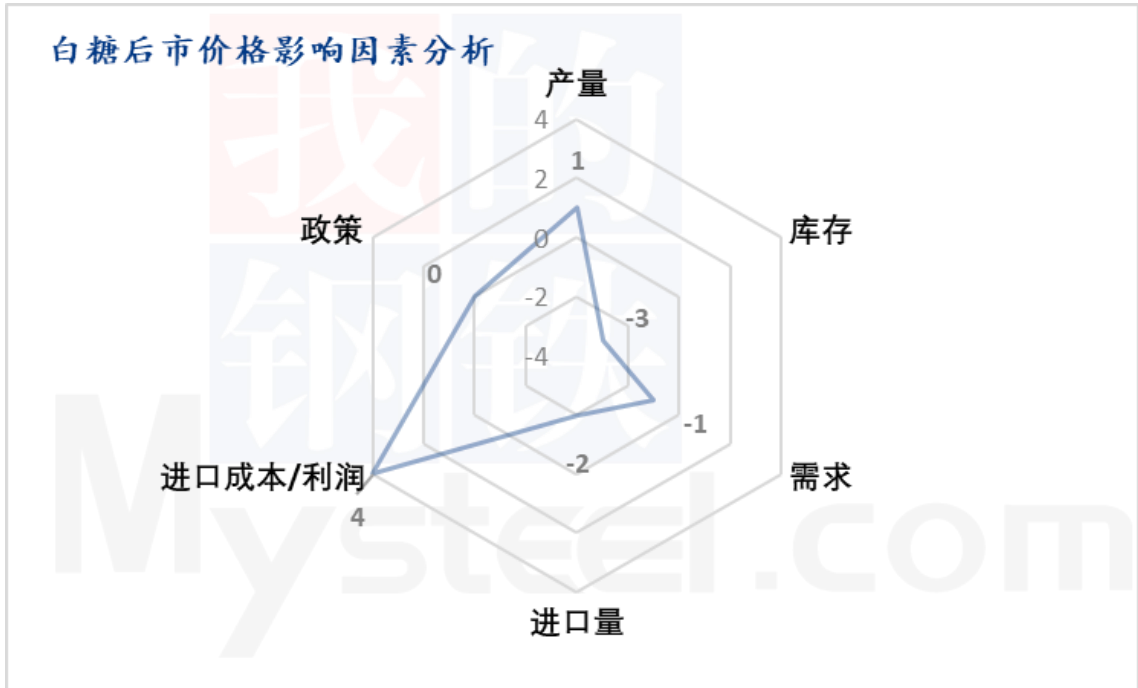 白糖后市价格影响因素分析
产量
4
1
2
政策
库存
0
0
-2
-3
-4
-1
-2
进口成本/利润
需求
4
进口量
我的
钢铁
Mysteel.com